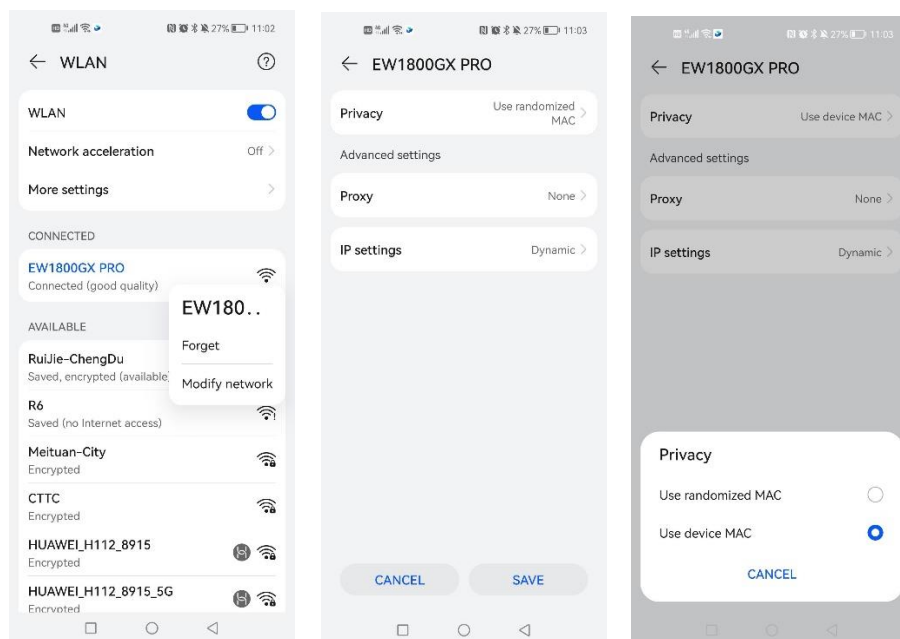 27% 11:02
WLAN
WLAN
Network acceleration Off
More settings
CONNECTED
EW1800GX PRO
Connected (good quality)
EW180..
Forget
Modify network
AVAILABLE
RuiJie-ChengDu
Saved, encrypted (available
R6
Saved (no Internet access)
Meituan-City
Encrypted
CTTC
Encrypted
HUAWEI_H112_8915
Encrypted
HUAWEI_H112_8915_5G
Encrypted
27% 11:03
EW1800GX PRO
Privacy Use randomized
MAC
Advanced settings
Proxy None
IP settings Dynamic
CANCEL SAVE
27% 11:03
EW1800GX PRO
Privacy Use device MAC
Advanced settings
Proxy None
IP settings Dynamic
Privacy
Use randomized MAC
Use device MAC
CANCEL